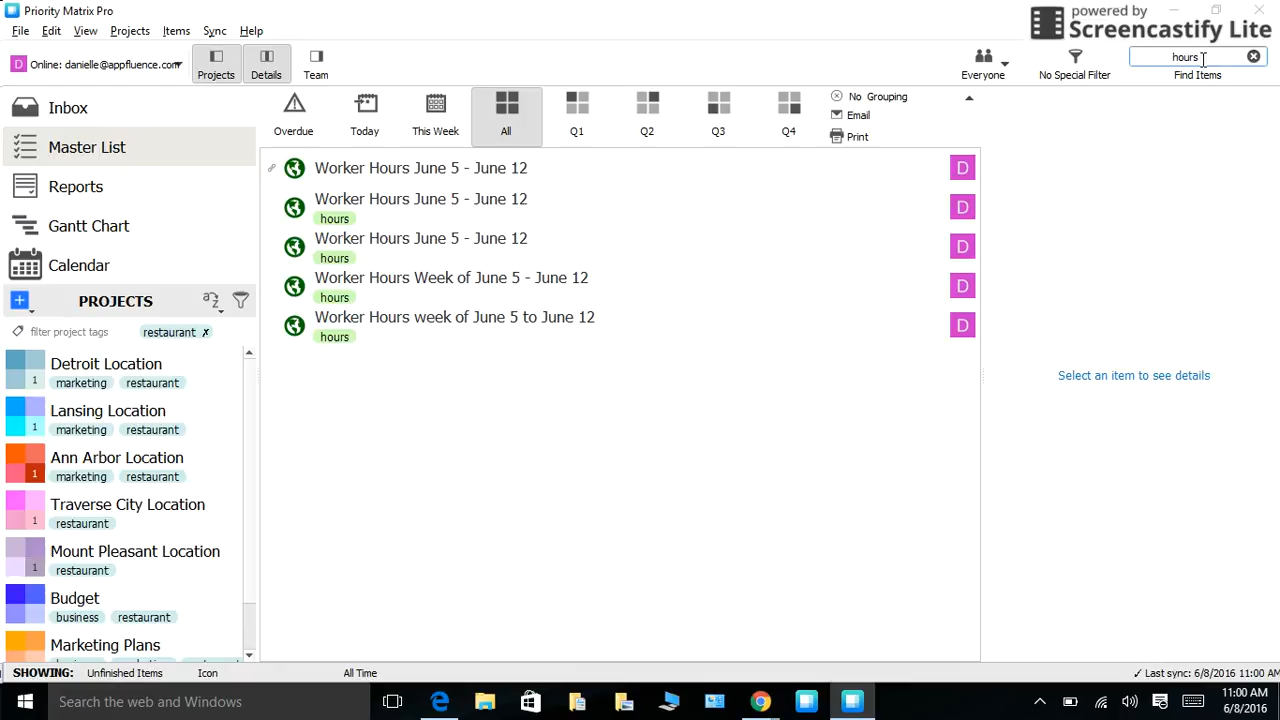 Priority Matrix Pro
powered by
Screencastify Lite
File Edit View Projects Items Sync Help
Online: danielle@appfluence.com
Projects Details Team
Everyone No Special Filter
hours
Find Items
Inbox
Master List
Reports
Gantt Chart
Calendar
Overdue Today This Week All Q1 Q2 Q3 Q4
No Grouping
Email
Print
PROJECTS
filter project tags restaurant x
Detroit Location
1 marketing restaurant
Lansing Location
1 marketing restaurant
Ann Arbor Location
1 marketing restaurant
Traverse City Location
1 restaurant
Mount Pleasant Location
1 restaurant
Budget
business restaurant
Marketing Plans
Worker Hours June 5 - June 12 D
Worker Hours June 5 - June 12 D
hours
Worker Hours June 5 - June 12 D
hours
Worker Hours Week of June 5 - June 12 D
hours
Worker Hours week of June 5 to June 12 D
hours
Select an item to see details
SHOWING: Unfinished Items Icon All Time
Last sync: 6/8/2016 11:00 AM
Search the web and Windows
11:00 AM
6/8/2016